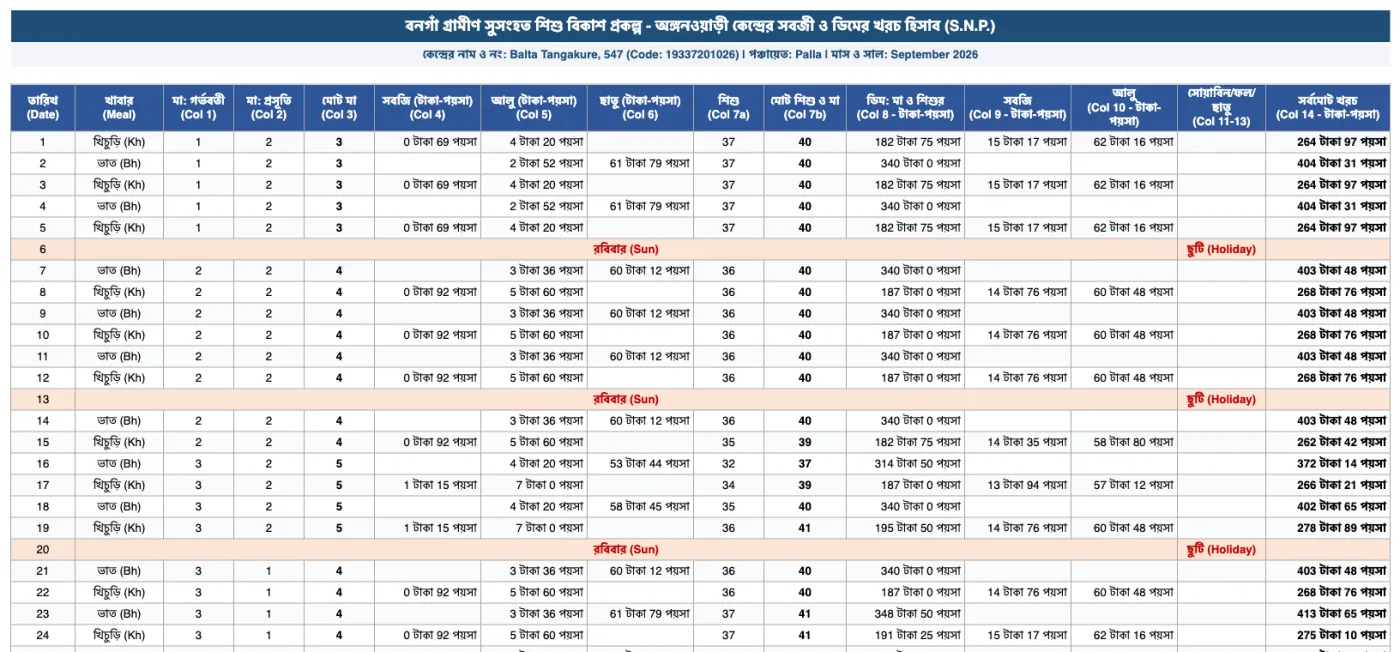 বনগাঁ গ্রামীণ সুসংহত শিশু বিকাশ প্রকল্প - অঙ্গনওয়াড়ী কেন্দ্রের সবজী ও ডিমের খরচ হিসাব (S.N.P.)
কেন্দ্রের নাম ও নং: Balta Tangakure, 547 (Code: 19337201026) | পঞ্চায়েত: Palla | মাস ও সাল: September 2026
তারিখ (Date) খাবার (Meal) মা: গর্ভবতী (Col 1) মা: প্রসূতি (Col 2) মোট মা (Col 3) সবজি (টাকা-পয়সা) (Col 4) আলু (টাকা-পয়সা) (Col 5) ছাতু (টাকা-পয়সা) (Col 6) শিশু (Col 7a) মোট শিশু ও মা (Col 7b) ডিম: মা ও শিশুর (Col 8 - টাকা-পয়সা) সবজি (Col 9 - টাকা-পয়সা) আলু (Col 10 - টাকা-পয়সা) সোয়াবিন/ফল/ছাতু (Col 11-13) সর্বমোট খরচ (Col 14 - টাকা-পয়সা)
1 খিচুড়ি (Kh) 1 2 3 0 টাকা 69 পয়সা 4 টাকা 20 পয়সা 37 40 182 টাকা 75 পয়সা 15 টাকা 17 পয়সা 62 টাকা 16 পয়সা 264 টাকা 97 পয়সা
2 ভাত (Bh) 1 2 3 2 টাকা 52 পয়সা 61 টাকা 79 পয়সা 37 40 340 টাকা 0 পয়সা 404 টাকা 31 পয়সা
3 খিচুড়ি (Kh) 1 2 3 0 টাকা 69 পয়সা 4 টাকা 20 পয়সা 37 40 182 টাকা 75 পয়সা 15 টাকা 17 পয়সা 62 টাকা 16 পয়সা 264 টাকা 97 পয়সা
4 ভাত (Bh) 1 2 3 2 টাকা 52 পয়সা 61 টাকা 79 পয়সা 37 40 340 টাকা 0 পয়সা 404 টাকা 31 পয়সা
5 খিচুড়ি (Kh) 1 2 3 0 টাকা 69 পয়সা 4 টাকা 20 পয়সা 37 40 182 টাকা 75 পয়সা 15 টাকা 17 পয়সা 62 টাকা 16 পয়সা 264 টাকা 97 পয়সা
6 রবিবার (Sun) ছুটি (Holiday)
7 ভাত (Bh) 2 2 4 3 টাকা 36 পয়সা 60 টাকা 12 পয়সা 36 40 340 টাকা 0 পয়সা 403 টাকা 48 পয়সা
8 খিচুড়ি (Kh) 2 2 4 0 টাকা 92 পয়সা 5 টাকা 60 পয়সা 36 40 187 টাকা 0 পয়সা 14 টাকা 76 পয়সা 60 টাকা 48 পয়সা 268 টাকা 76 পয়সা
9 ভাত (Bh) 2 2 4 3 টাকা 36 পয়সা 60 টাকা 12 পয়সা 36 40 340 টাকা 0 পয়সা 403 টাকা 48 পয়সা
10 খিচুড়ি (Kh) 2 2 4 0 টাকা 92 পয়সা 5 টাকা 60 পয়সা 36 40 187 টাকা 0 পয়সা 14 টাকা 76 পয়সা 60 টাকা 48 পয়সা 268 টাকা 76 পয়সা
11 ভাত (Bh) 2 2 4 3 টাকা 36 পয়সা 60 টাকা 12 পয়সা 36 40 340 টাকা 0 পয়সা 403 টাকা 48 পয়সা
12 খিচুড়ি (Kh) 2 2 4 0 টাকা 92 পয়সা 5 টাকা 60 পয়সা 36 40 187 টাকা 0 পয়সা 14 টাকা 76 পয়সা 60 টাকা 48 পয়সা 268 টাকা 76 পয়সা
13 রবিবার (Sun) ছুটি (Holiday)
14 ভাত (Bh) 2 2 4 3 টাকা 36 পয়সা 60 টাকা 12 পয়সা 36 40 340 টাকা 0 পয়সা 403 টাকা 48 পয়সা
15 খিচুড়ি (Kh) 2 2 4 0 টাকা 92 পয়সা 5 টাকা 60 পয়সা 35 39 182 টাকা 75 পয়সা 14 টাকা 35 পয়সা 58 টাকা 80 পয়সা 262 টাকা 42 পয়সা
16 ভাত (Bh) 3 2 5 4 টাকা 20 পয়সা 53 টাকা 44 পয়সা 32 37 314 টাকা 50 পয়সা 372 টাকা 14 পয়সা
17 খিচুড়ি (Kh) 3 2 5 1 টাকা 15 পয়সা 7 টাকা 0 পয়সা 34 39 187 টাকা 0 পয়সা 13 টাকা 94 পয়সা 57 টাকা 12 পয়সা 266 টাকা 21 পয়সা
18 ভাত (Bh) 3 2 5 4 টাকা 20 পয়সা 58 টাকা 45 পয়সা 35 40 340 টাকা 0 পয়সা 402 টাকা 65 পয়সা
19 খিচুড়ি (Kh) 3 2 5 1 টাকা 15 পয়সা 7 টাকা 0 পয়সা 36 41 195 টাকা 50 পয়সা 14 টাকা 76 পয়সা 60 টাকা 48 পয়সা 278 টাকা 89 পয়সা
20 রবিবার (Sun) ছুটি (Holiday)
21 ভাত (Bh) 3 1 4 3 টাকা 36 পয়সা 60 টাকা 12 পয়সা 36 40 340 টাকা 0 পয়সা 403 টাকা 48 পয়সা
22 খিচুড়ি (Kh) 3 1 4 0 টাকা 92 পয়সা 5 টাকা 60 পয়সা 36 40 187 টাকা 0 পয়সা 14 টাকা 76 পয়সা 60 টাকা 48 পয়সা 268 টাকা 76 পয়সা
23 ভাত (Bh) 3 1 4 3 টাকা 36 পয়সা 61 টাকা 79 পয়সা 37 41 348 টাকা 50 পয়সা 413 টাকা 65 পয়সা
24 খিচুড়ি (Kh) 3 1 4 0 টাকা 92 পয়সা 5 টাকা 60 পয়সা 37 41 191 টাকা 25 পয়সা 15 টাকা 17 পয়সা 62 টাকা 16 পয়সা 275 টাকা 10 পয়সা